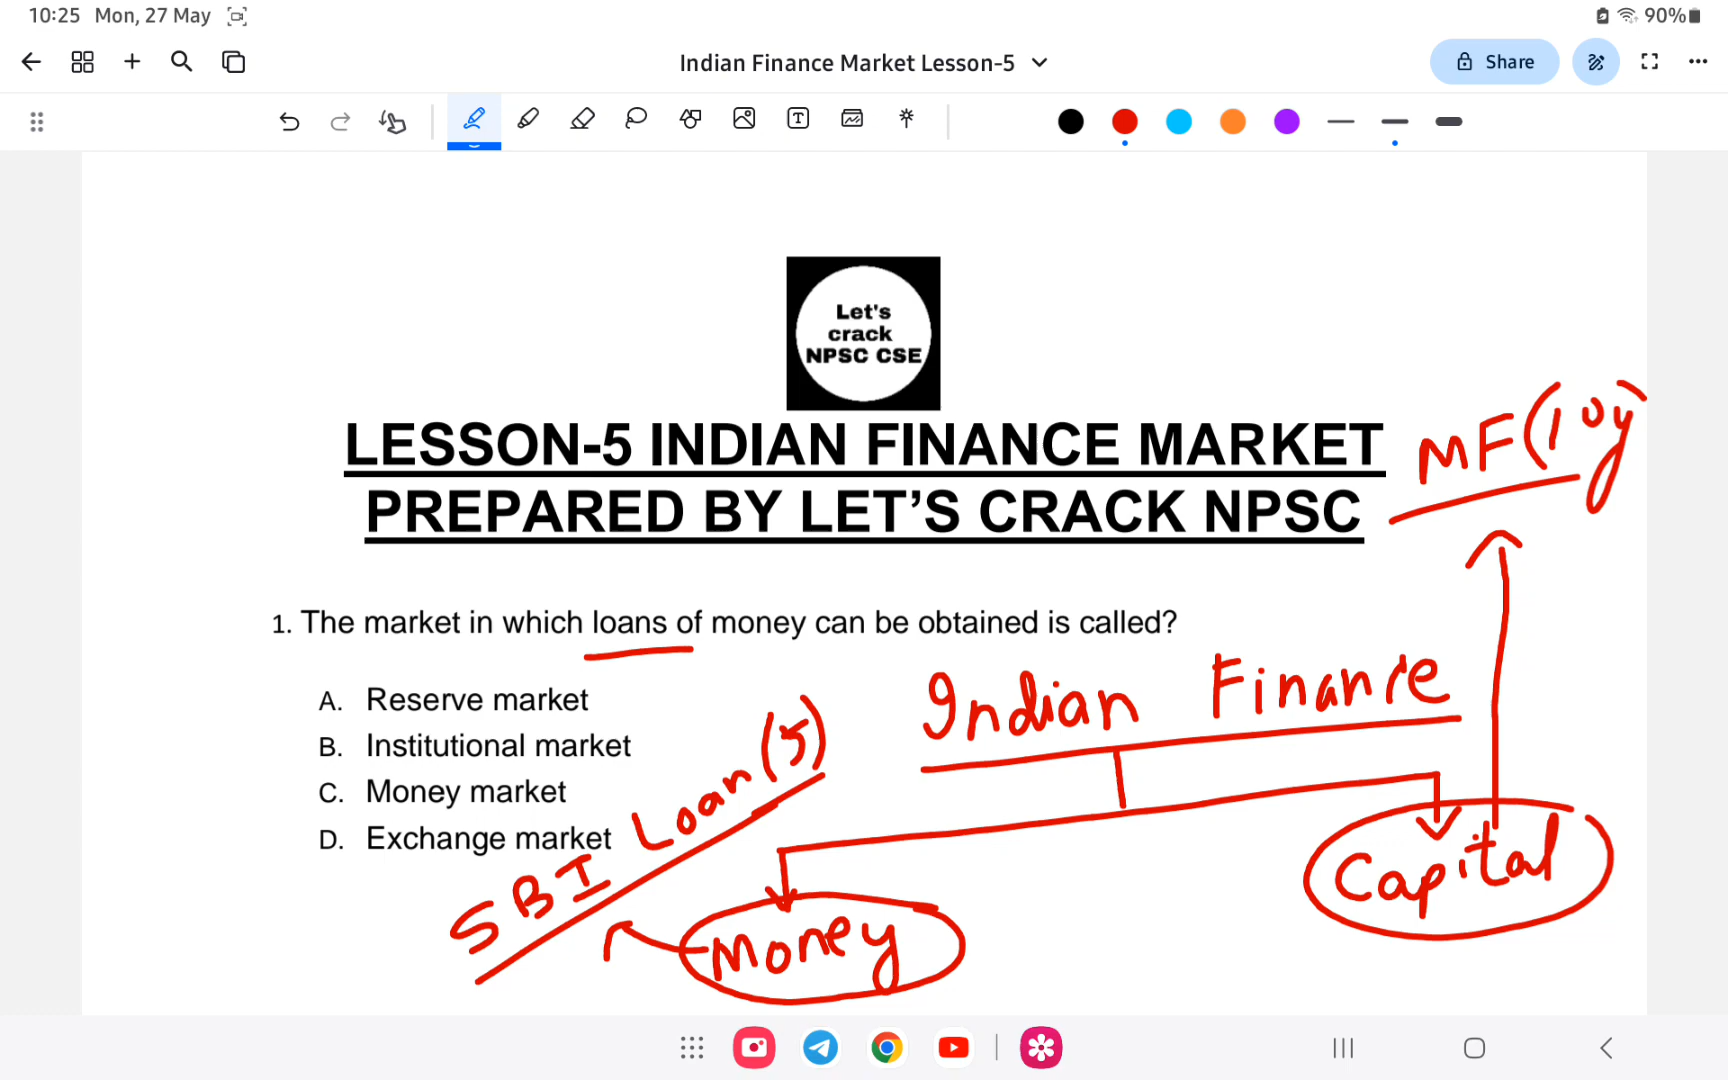 10:25 Mon, 27 May 90%
Indian Finance Market Lesson-5
Share
Let's
crack
NPSC CSE
LESSON-5 INDIAN FINANCE MARKET
PREPARED BY LET’S CRACK NPSC
MF(10y)
1. The market in which loans of money can be obtained is called?
Indian Finance
A. Reserve market
B. Institutional market
C. Money market
D. Exchange market
SBI Loan(5)
Capital
Money